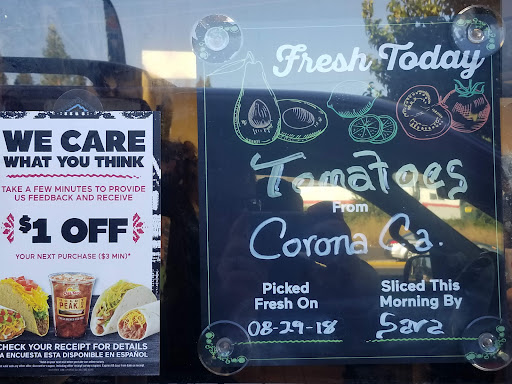 WE CARE
WHAT YOU THINK
TAKE A FEW MINUTES TO PROVIDE
US FEEDBACK AND RECEIVE
$1 OFF
YOUR NEXT PURCHASE ($3 MIN)*
PEAK
CHECK YOUR RECEIPT FOR DETAILS
A ENCUESTA ESTA DISPONIBLE EN ESPAÑOL
Fresh Today
Tomatoes
From
Corona Ca.
Picked
Fresh On
08-29-18
Sliced This
Morning By
Sara